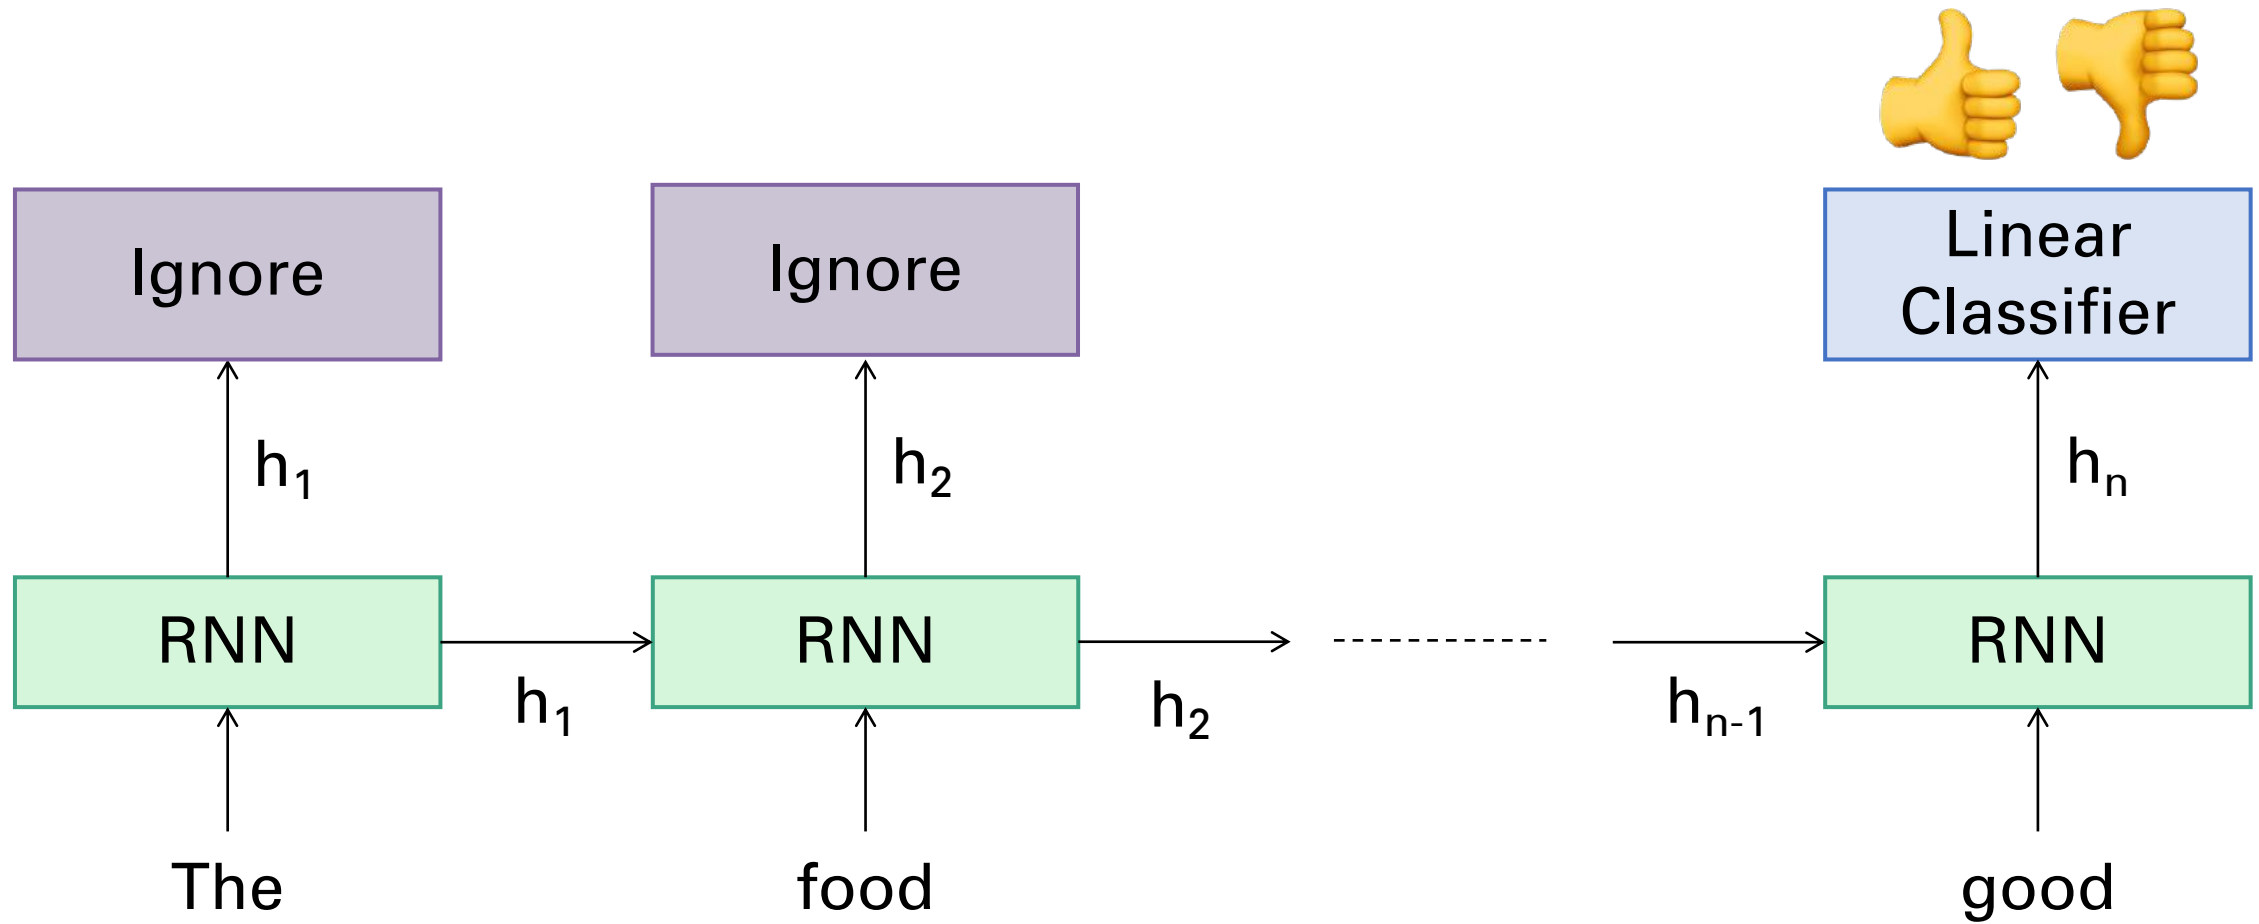 Ignore
Ignore
Linear
Classifier
h₁
h₂
hₙ
RNN
RNN
RNN
h₁
h₂
hₙ₋₁
The
food
good